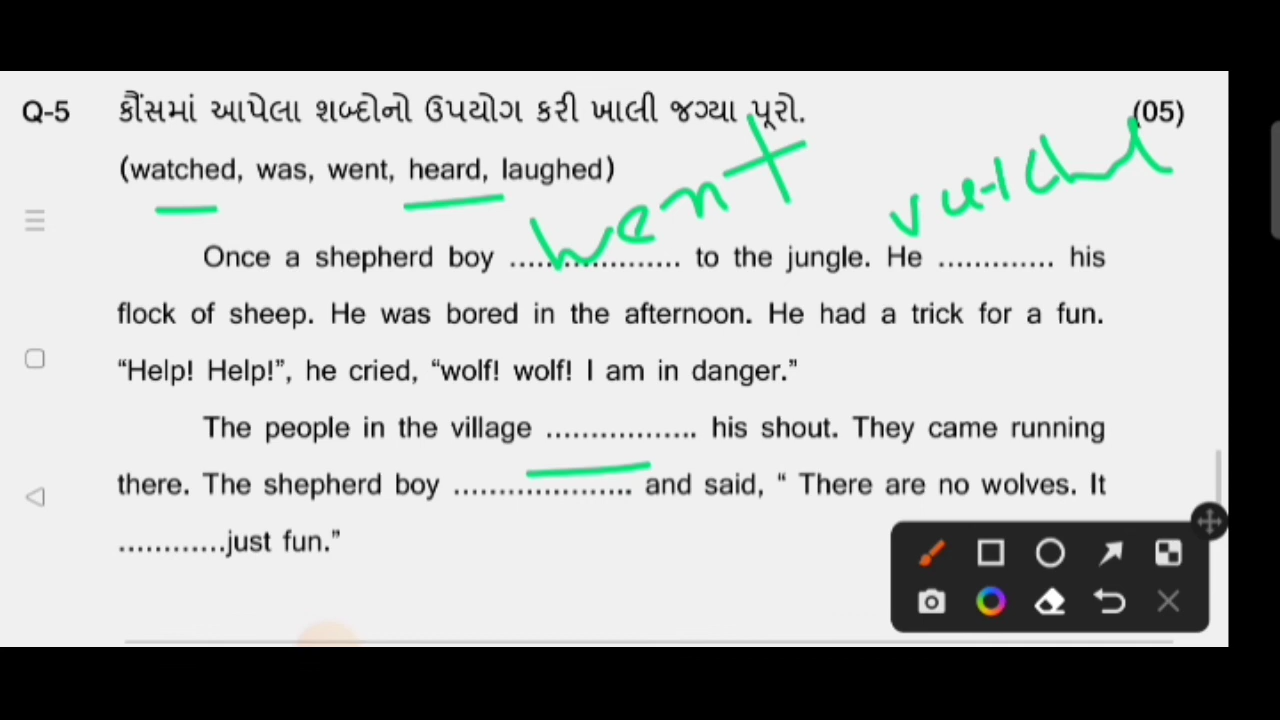 Q-5 કૌંસમાં આપેલા શબ્દોનો ઉપયોગ કરી ખાલી જગ્યા પૂરો. (05)
(watched, was, went, heard, laughed)
went
Once a shepherd boy ................... to the jungle. He ............. his
flock of sheep. He was bored in the afternoon. He had a trick for a fun.
“Help! Help!”, he cried, “wolf! wolf! I am in danger.”
The people in the village ................. his shout. They came running
there. The shepherd boy .................... and said, “ There are no wolves. It
............just fun.”